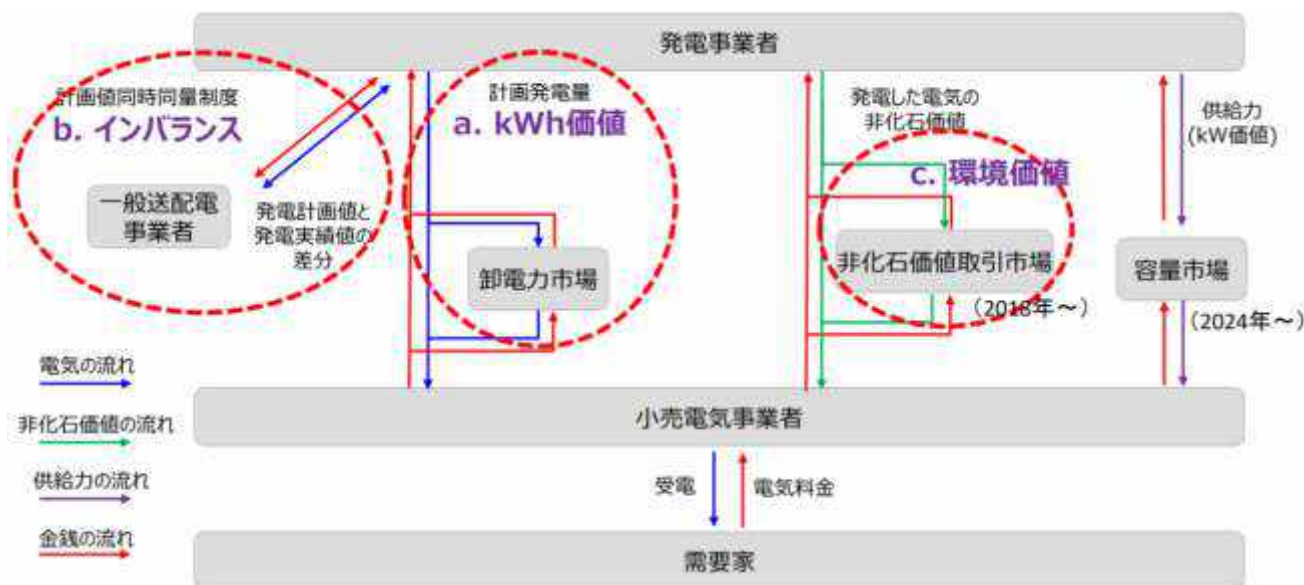 発電事業者
計画値同時同量制度
b. インバランス
一般送配電
事業者
発電計画値と
発電実績値の
差分
計画発電量
a. kWh価値
卸電力市場
発電した電気の
非化石価値
c. 環境価値
非化石価値取引市場
(2018年～)
供給力
(kW価値)
容量市場
(2024年～)
電気の流れ
非化石価値の流れ
供給力の流れ
金銭の流れ
小売電気事業者
受電
電気料金
需要家